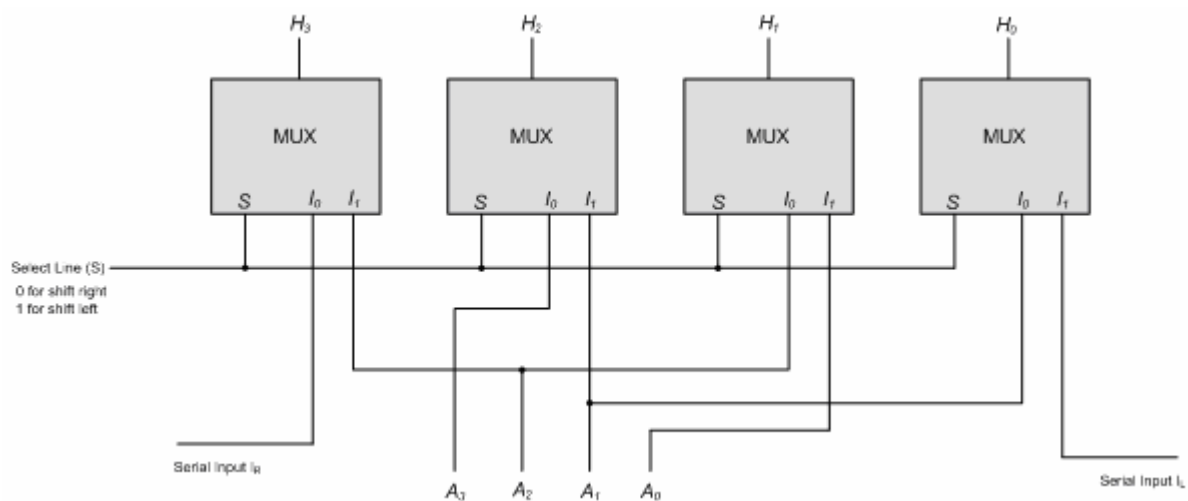 H3 H2 H1 H0
MUX MUX MUX MUX
S I0 I1 S I0 I1 S I0 I1 S I0 I1
Select Line (S)
0 for shift right
1 for shift left
Serial Input IR
A3 A2 A1 A0
Serial Input IL